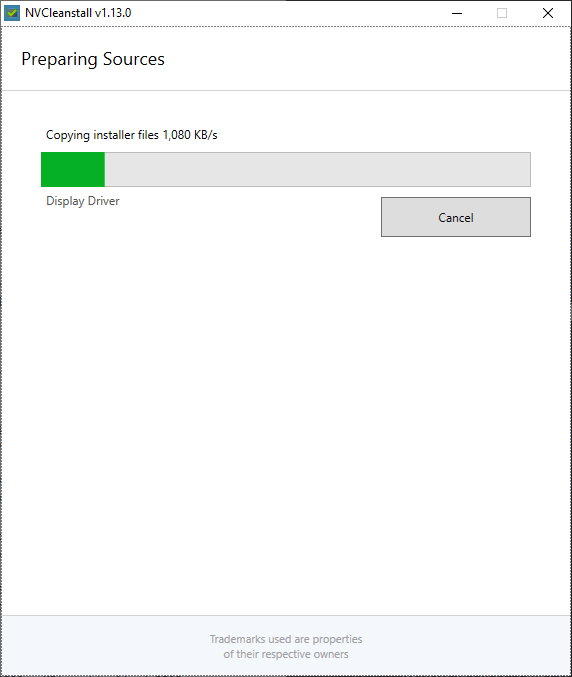 NVCleanstall v1.13.0
Preparing Sources
Copying installer files 1,080 KB/s
Display Driver
Cancel
Trademarks used are properties
of their respective owners